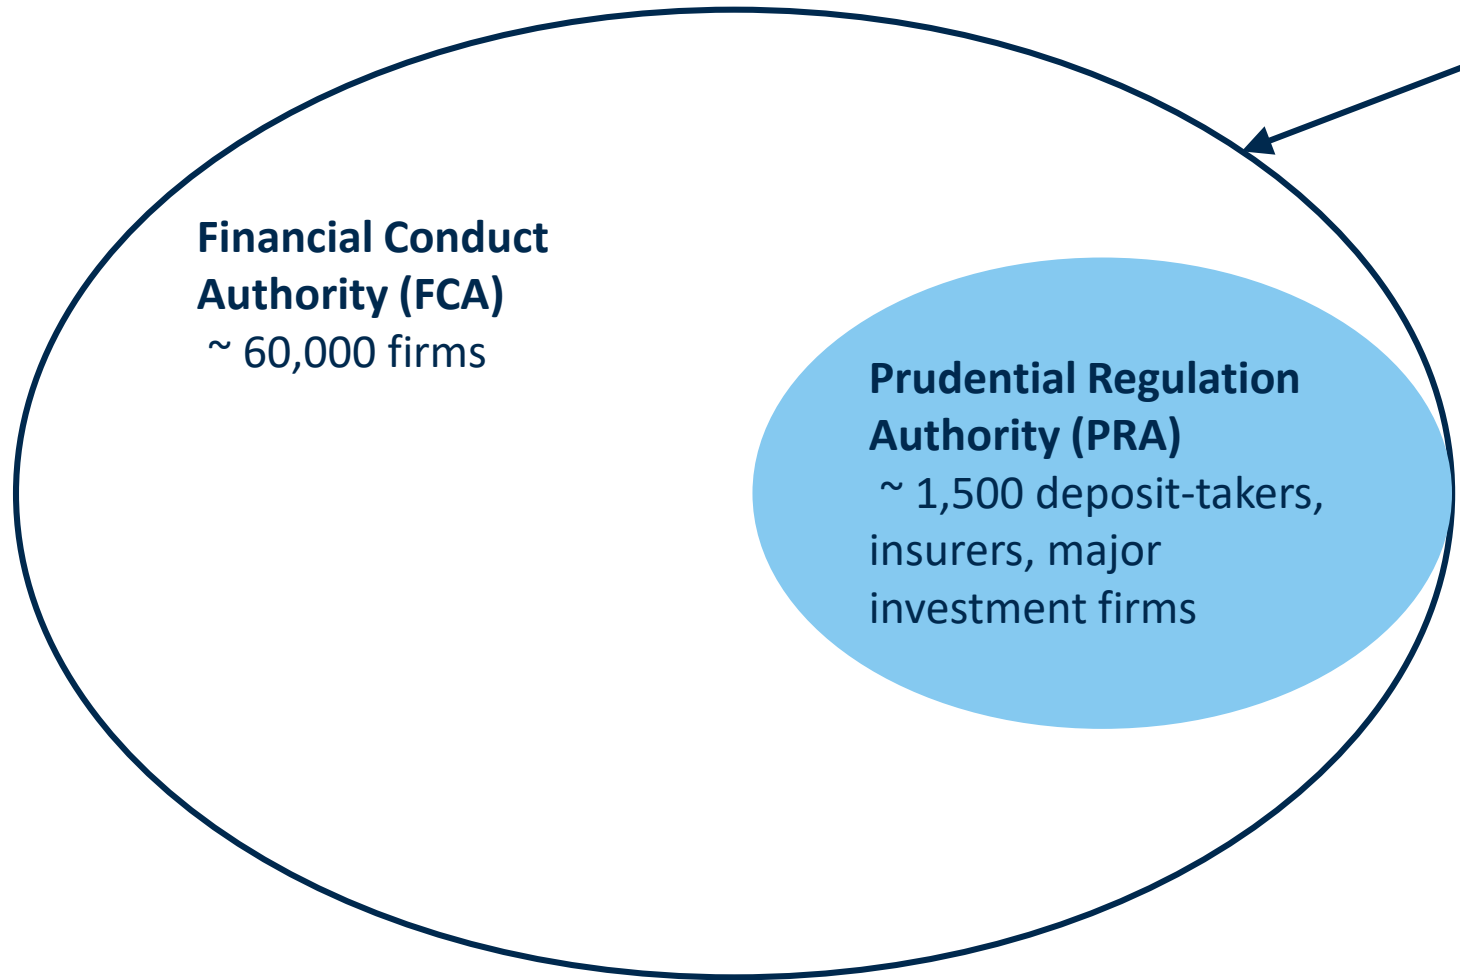 Financial Conduct
Authority (FCA)
~ 60,000 firms
Prudential Regulation
Authority (PRA)
~ 1,500 deposit-takers,
insurers, major
investment firms